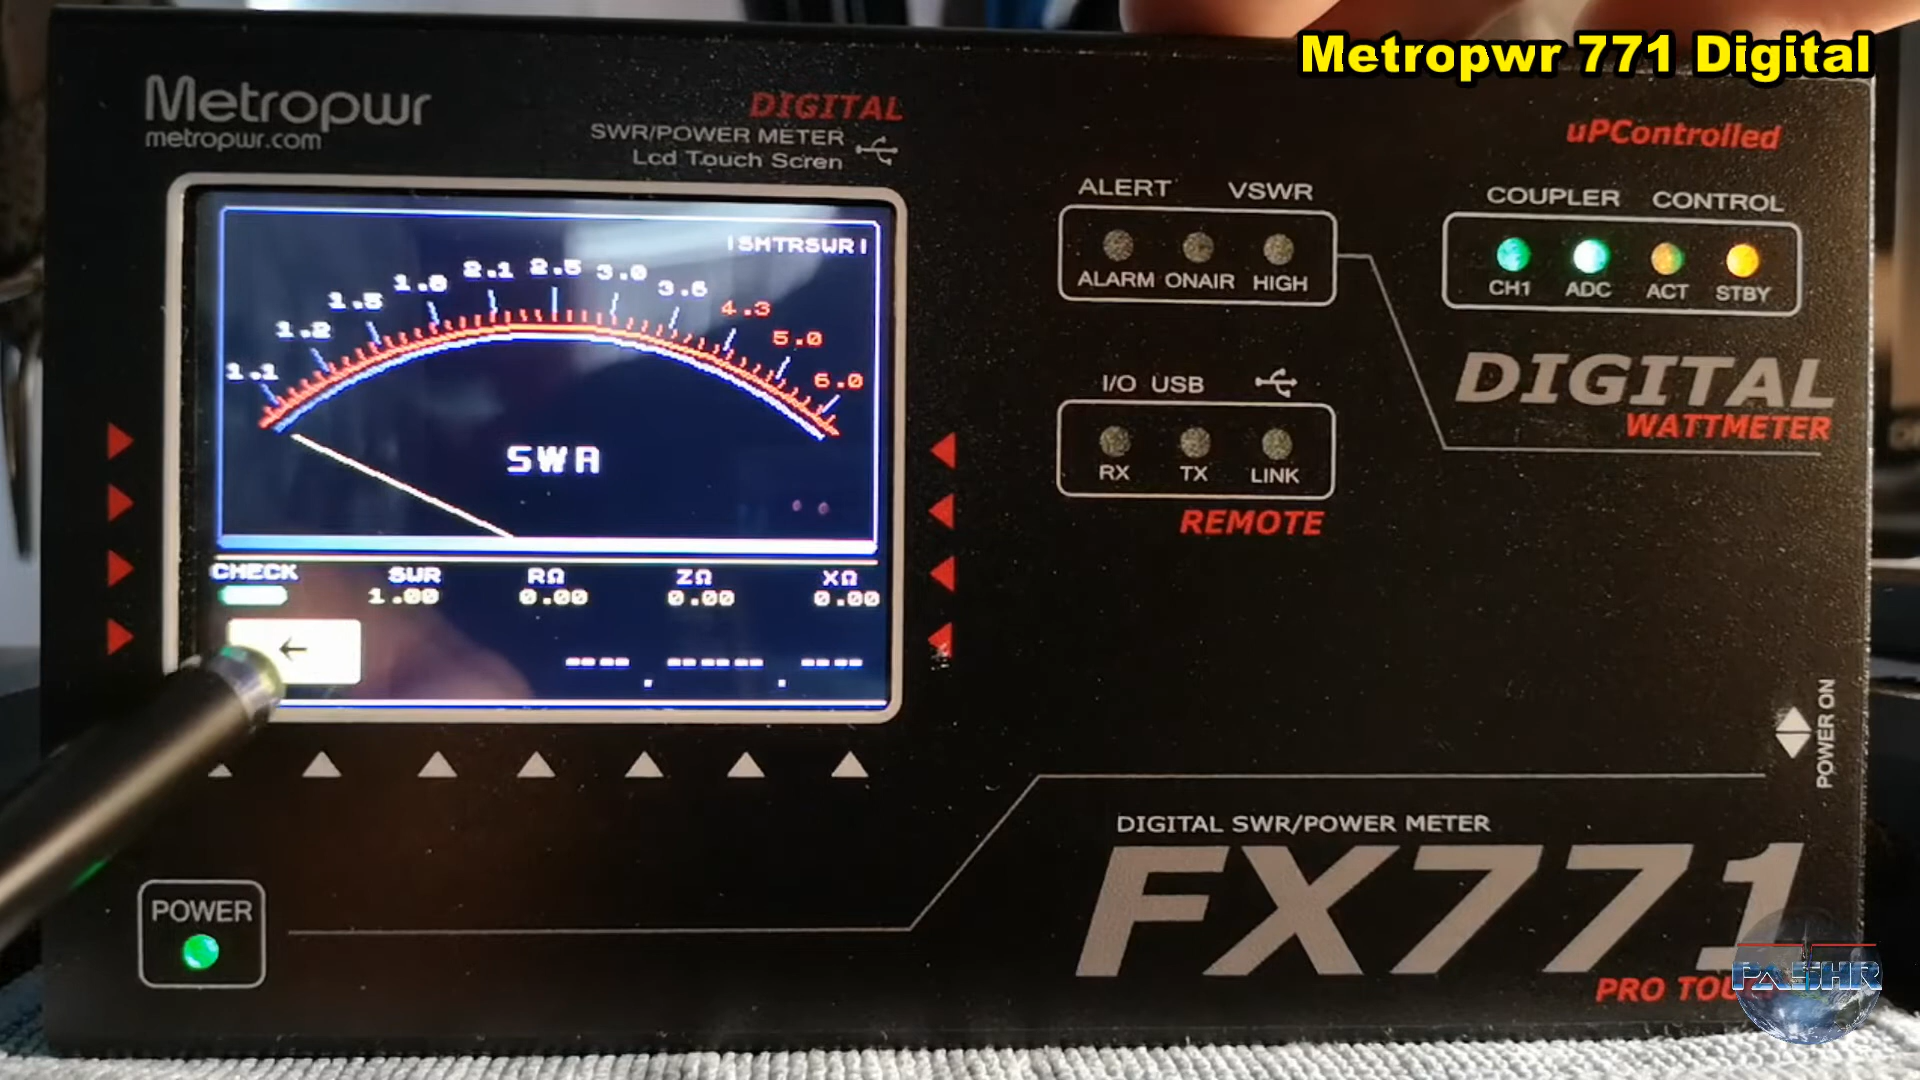 Metropwr 771 Digital
Metropwr
metropwr.com
DIGITAL
SWR/POWER METER
Lcd Touch Scren
uPControlled
ALERT VSWR
ALARM ONAIR HIGH
COUPLER CONTROL
CH1 ADC ACT STBY
DIGITAL
WATTMETER
I/O USB
RX TX LINK
REMOTE
|SMTRSWR|
1.1 1.2 1.5 1.8 2.1 2.5 3.0 3.6 4.3 5.0 6.0
SWR
CHECK SWR RΩ ZΩ XΩ
1.00 0.00 0.00 0.00
←
POWER ON
DIGITAL SWR/POWER METER
FX771
PRO TOU
POWER
PA5HR